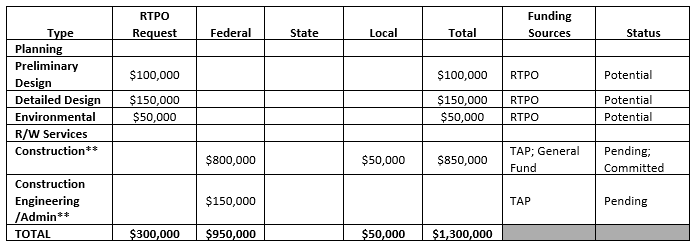 Type RTPO Request Federal State Local Total Funding Sources Status
Planning
Preliminary Design $100,000 $100,000 RTPO Potential
Detailed Design $150,000 $150,000 RTPO Potential
Environmental $50,000 $50,000 RTPO Potential
R/W Services
Construction** $800,000 $50,000 $850,000 TAP; General Fund Pending; Committed
Construction Engineering /Admin** $150,000 TAP Pending
TOTAL $300,000 $950,000 $50,000 $1,300,000